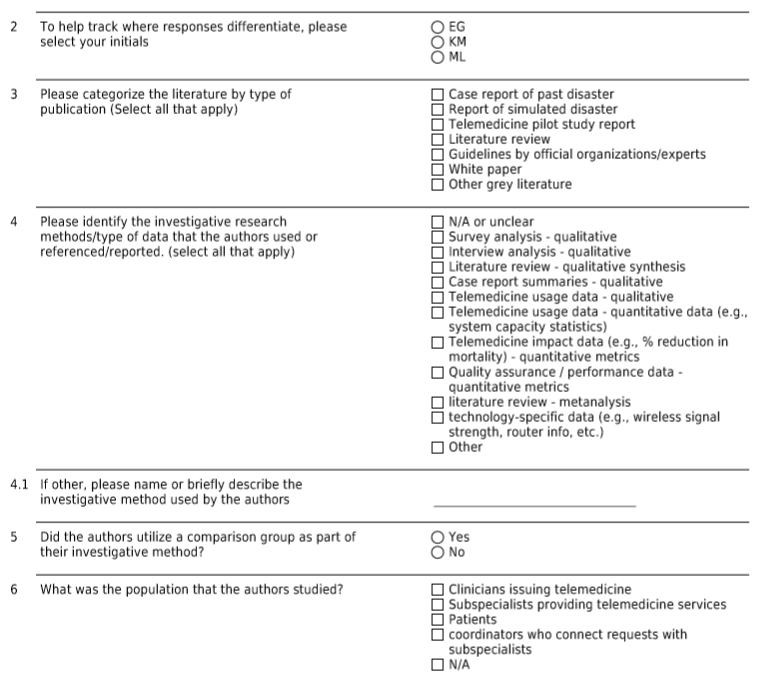 2 To help track where responses differentiate, please
select your initials
EG
KM
ML
3 Please categorize the literature by type of
publication (Select all that apply)
Case report of past disaster
Report of simulated disaster
Telemedicine pilot study report
Literature review
Guidelines by official organizations/experts
White paper
Other grey literature
4 Please identify the investigative research
methods/type of data that the authors used or
referenced/reported. (select all that apply)
N/A or unclear
Survey analysis - qualitative
Interview analysis - qualitative
Literature review - qualitative synthesis
Case report summaries - qualitative
Telemedicine usage data - qualitative
Telemedicine usage data - quantitative data (e.g.,
system capacity statistics)
Telemedicine impact data (e.g., % reduction in
mortality) - quantitative metrics
Quality assurance / performance data -
quantitative metrics
literature review - metanalysis
technology-specific data (e.g., wireless signal
strength, router info, etc.)
Other
4.1 If other, please name or briefly describe the
investigative method used by the authors
5 Did the authors utilize a comparison group as part of
their investigative method?
Yes
No
6 What was the population that the authors studied?
Clinicians issuing telemedicine
Subspecialists providing telemedicine services
Patients
coordinators who connect requests with
subspecialists
N/A